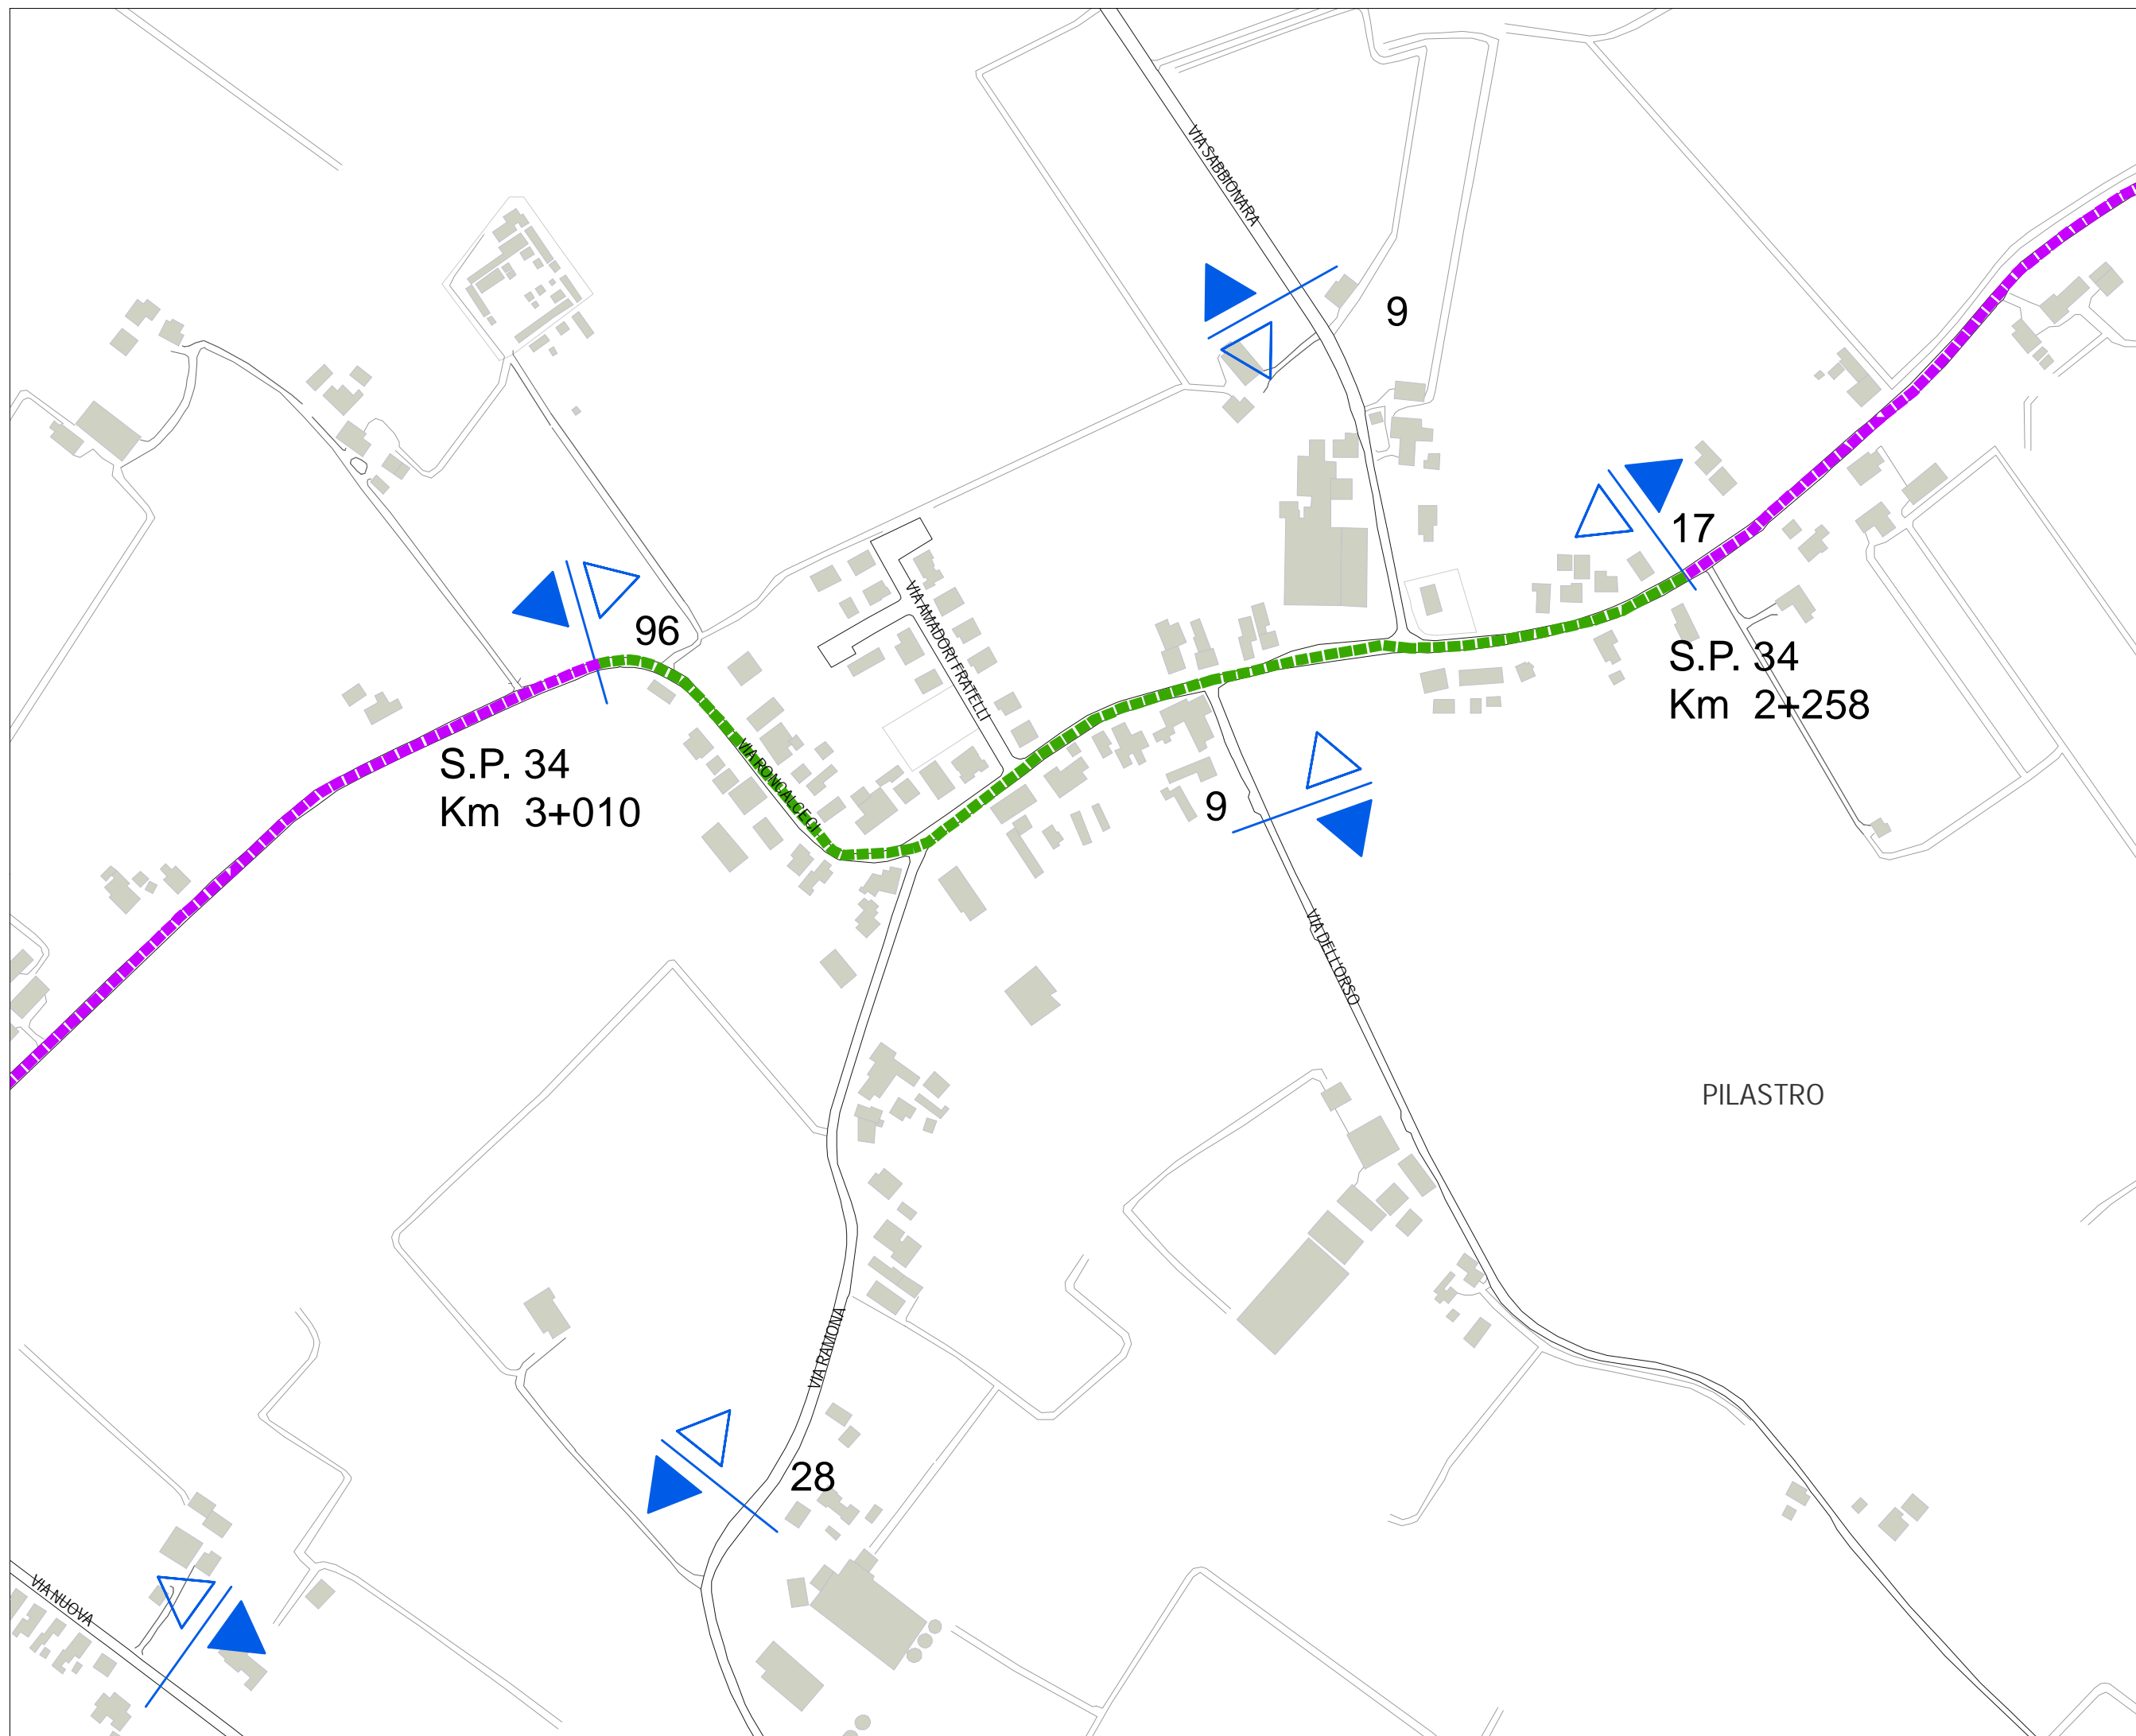 VIA SABBIONARA
9
17
96
VIA AMADORI FRATELLI
S.P. 34
Km 2+258
S.P. 34
Km 3+010
VIA RONCALCECI
9
VIA DELL'ORSO
PILASTRO
VIA RAMONA
28
VIA NUOVA